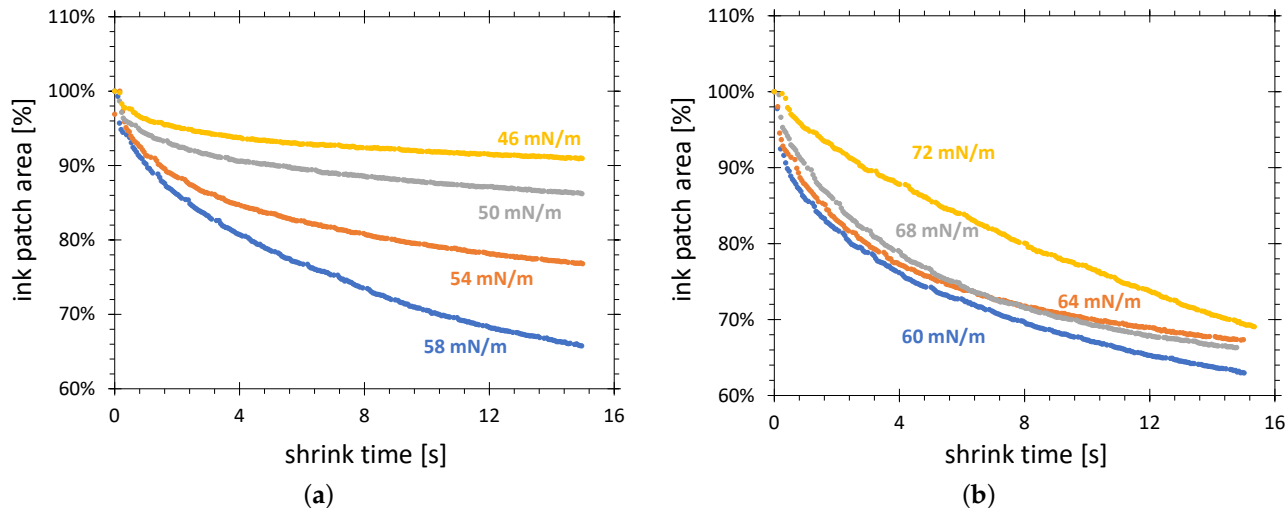 110%
100%
90%
80%
70%
60%
ink patch area [%]
46 mN/m
50 mN/m
54 mN/m
58 mN/m
0 4 8 12 16
shrink time [s]
(a)
110%
100%
90%
80%
70%
60%
ink patch area [%]
72 mN/m
68 mN/m
64 mN/m
60 mN/m
0 4 8 12 16
shrink time [s]
(b)